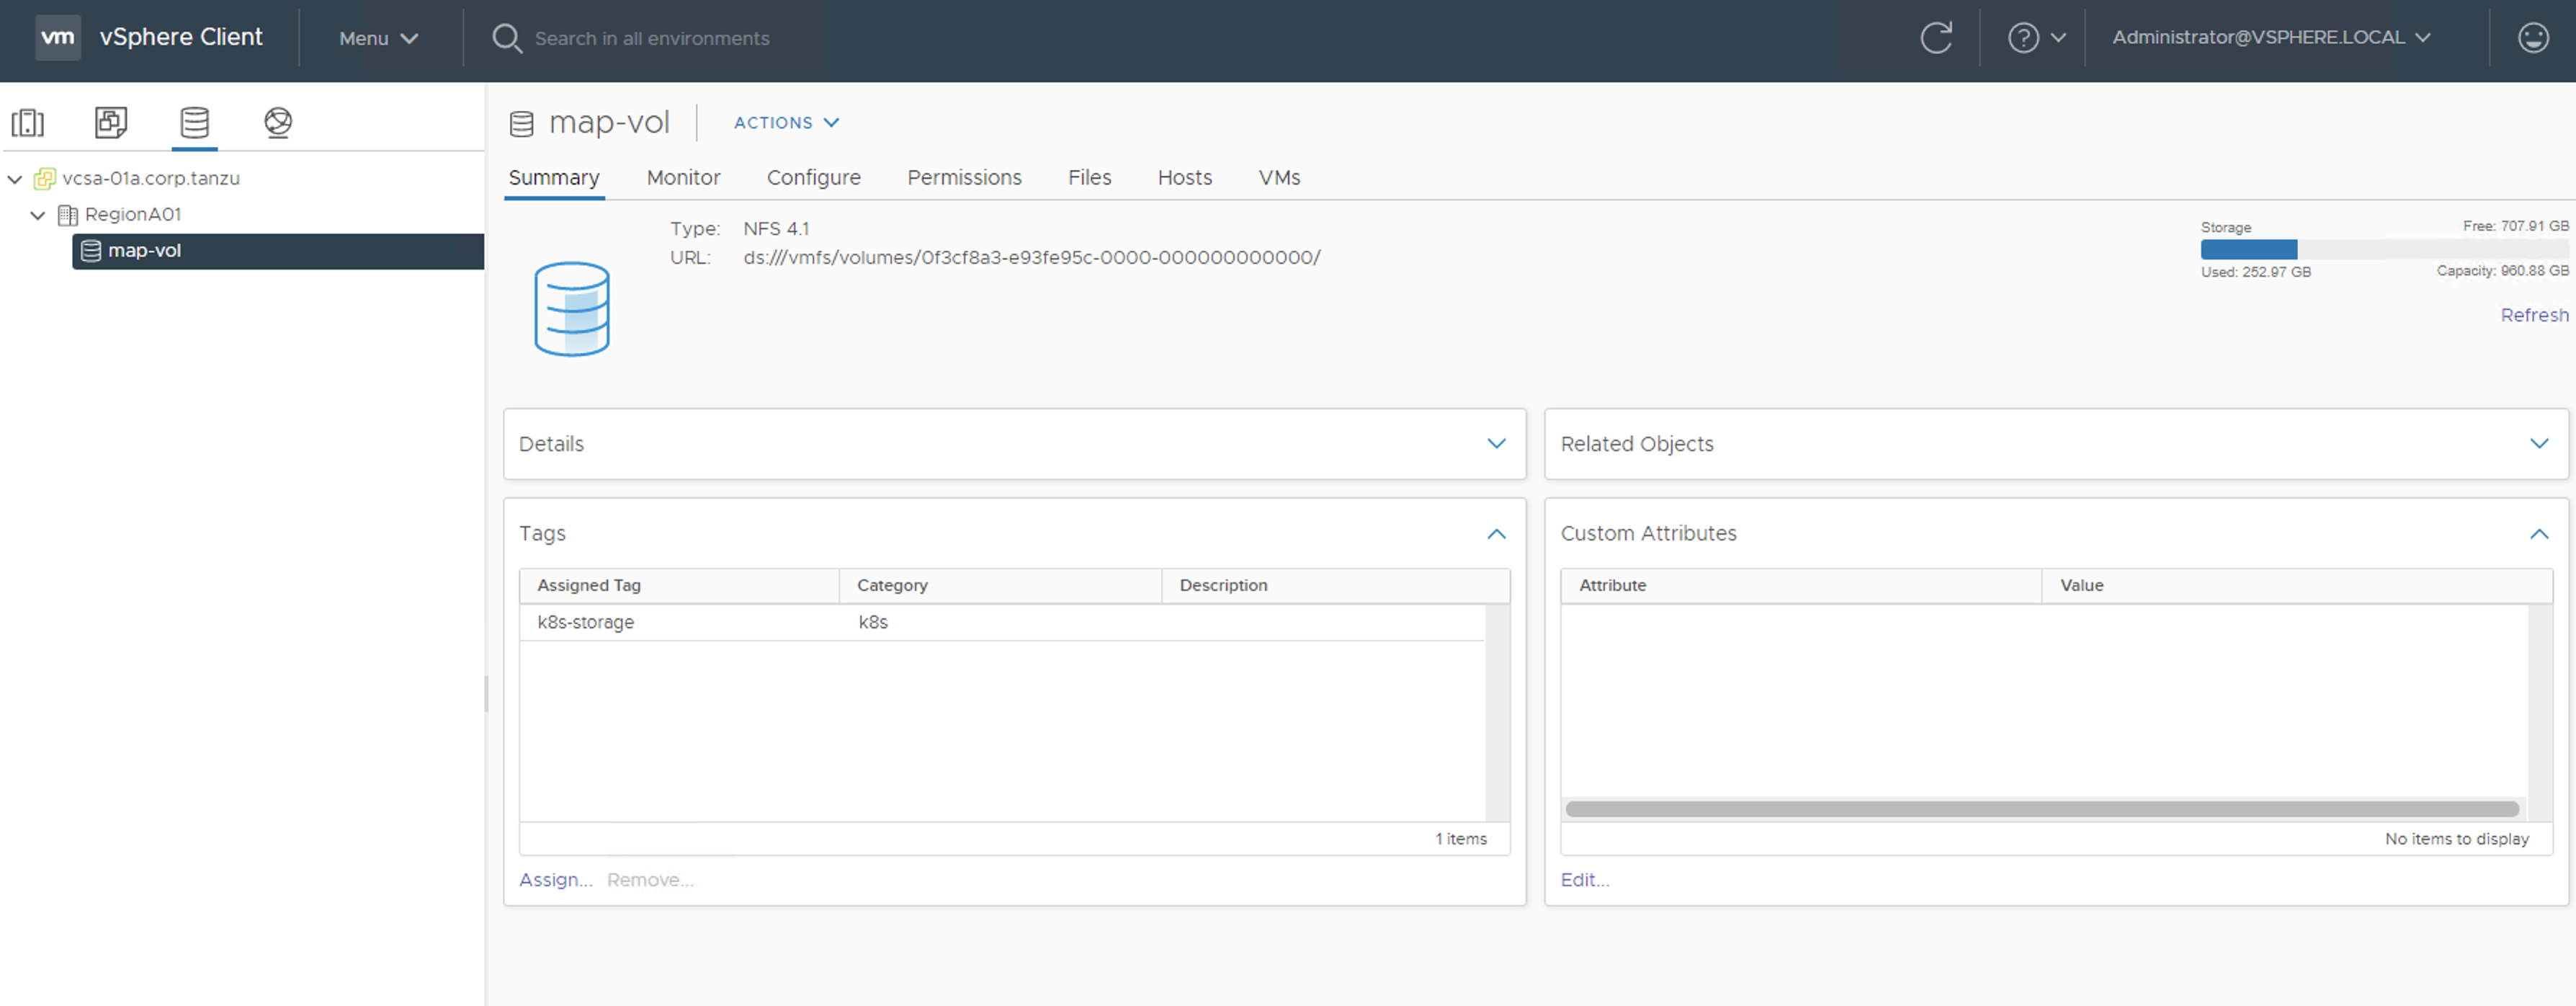 vm vSphere Client Menu Search in all environments ? Administrator@VSPHERE.LOCAL
vcsa-01a.corp.tanzu
RegionA01
map-vol
map-vol ACTIONS
Summary Monitor Configure Permissions Files Hosts VMs
Type: NFS 4.1
URL: ds:///vmfs/volumes/0f3cf8a3-e93fe95c-0000-000000000000/
Storage Free: 707.91 GB
Used: 252.97 GB Capacity: 960.88 GB
Refresh
Details
Related Objects
Tags
Assigned Tag Category Description
k8s-storage k8s
1 items
Assign... Remove...
Custom Attributes
Attribute Value
No items to display
Edit...